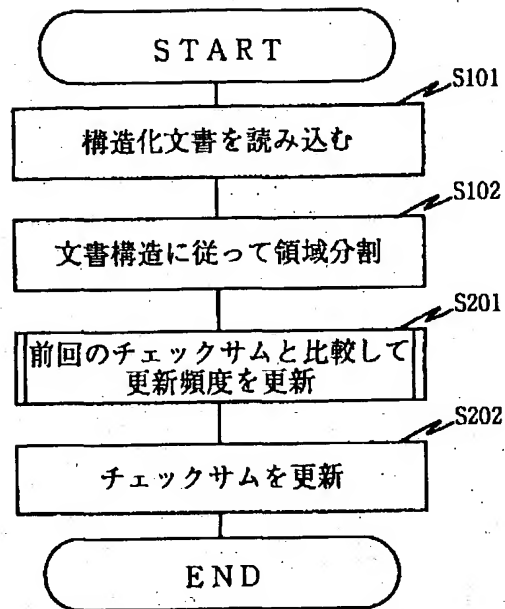 START
S101
構造化文書を読み込む
S102
文書構造に従って領域分割
S201
前回のチェックサムと比較して
更新頻度を更新
S202
チェックサムを更新
END